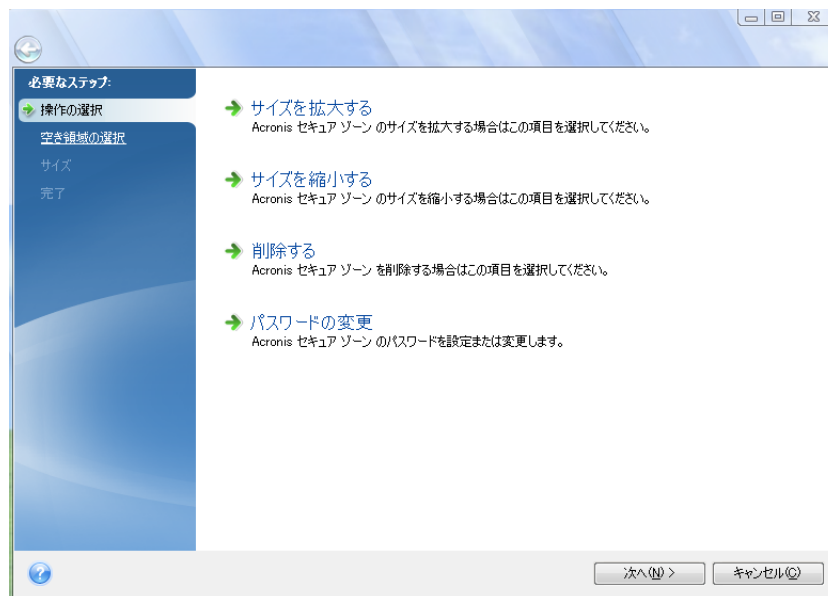 必要なステップ:
操作の選択
空き領域の選択
サイズ
完了
サイズを拡大する
Acronis セキュア ゾーン のサイズを拡大する場合はこの項目を選択してください。
サイズを縮小する
Acronis セキュア ゾーン のサイズを縮小する場合はこの項目を選択してください。
削除する
Acronis セキュア ゾーン を削除する場合はこの項目を選択してください。
パスワードの変更
Acronis セキュア ゾーン のパスワードを設定または変更します。
次へ(N) >
キャンセル(C)